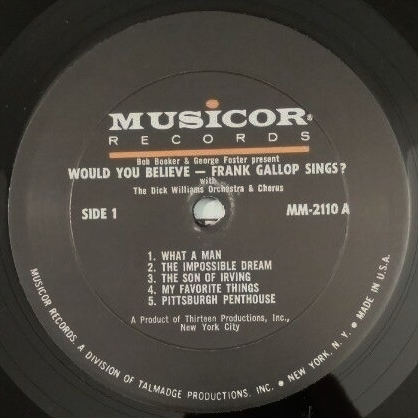 MUSICOR®
RECORDS
Bob Booker & George Foster present
WOULD YOU BELIEVE — FRANK GALLOP SINGS?
with
The Dick Williams Orchestra & Chorus
SIDE 1
MM-2110 A
1. WHAT A MAN
2. THE IMPOSSIBLE DREAM
3. THE SON OF IRVING
4. MY FAVORITE THINGS
5. PITTSBURGH PENTHOUSE
A Product of Thirteen Productions, Inc.,
New York City
MUSICOR RECORDS, A DIVISION OF TALMADGE PRODUCTIONS, INC. • NEW YORK, N. Y. • MADE IN U.S.A.